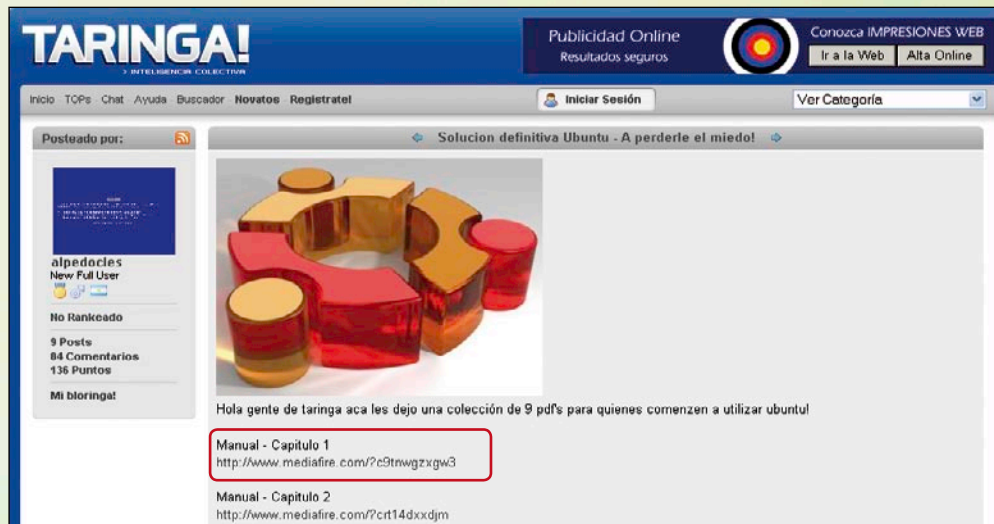 TARINGA!
> INTELIGENCIA COLECTIVA
Publicidad Online
Resultados seguros
Conozca IMPRESIONES WEB
Ir a la Web Alta Online
Inicio TOPs Chat Ayuda Buscador Novatos Registrate!
Iniciar Sesión
Ver Categoría
Posteado por:
Solucion definitiva Ubuntu - A perderle el miedo!
alpedocles
New Full User
No Rankeado
9 Posts
84 Comentarios
136 Puntos
Mi bloringa!
Hola gente de taringa aca les dejo una colección de 9 pdf's para quienes comenzen a utilizar ubuntu!
Manual - Capitulo 1
http://www.mediafire.com/?c9tnwgzxgw3
Manual - Capitulo 2
http://www.mediafire.com/?crt14dxxdjm